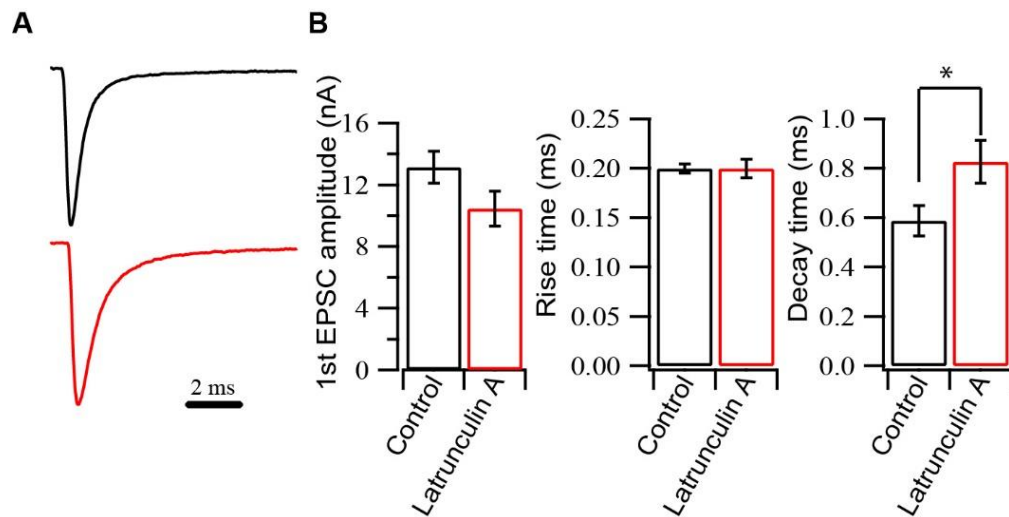 A
2 ms
B
1st EPSC amplitude (nA)
16
12
8
4
0
Control
Latrunculin A
Rise time (ms)
0.25
0.20
0.15
0.10
0.05
0.00
Control
Latrunculin A
Decay time (ms)
1.0
0.8
0.6
0.4
0.2
0.0
*
Control
Latrunculin A